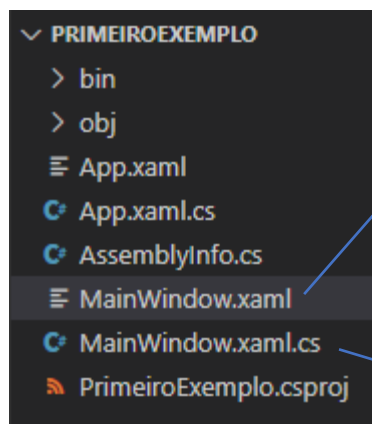 PRIMEIROEXEMPLO
bin
obj
App.xaml
C# App.xaml.cs
C# AssemblyInfo.cs
MainWindow.xaml
C# MainWindow.xaml.cs
PrimeiroExemplo.csproj